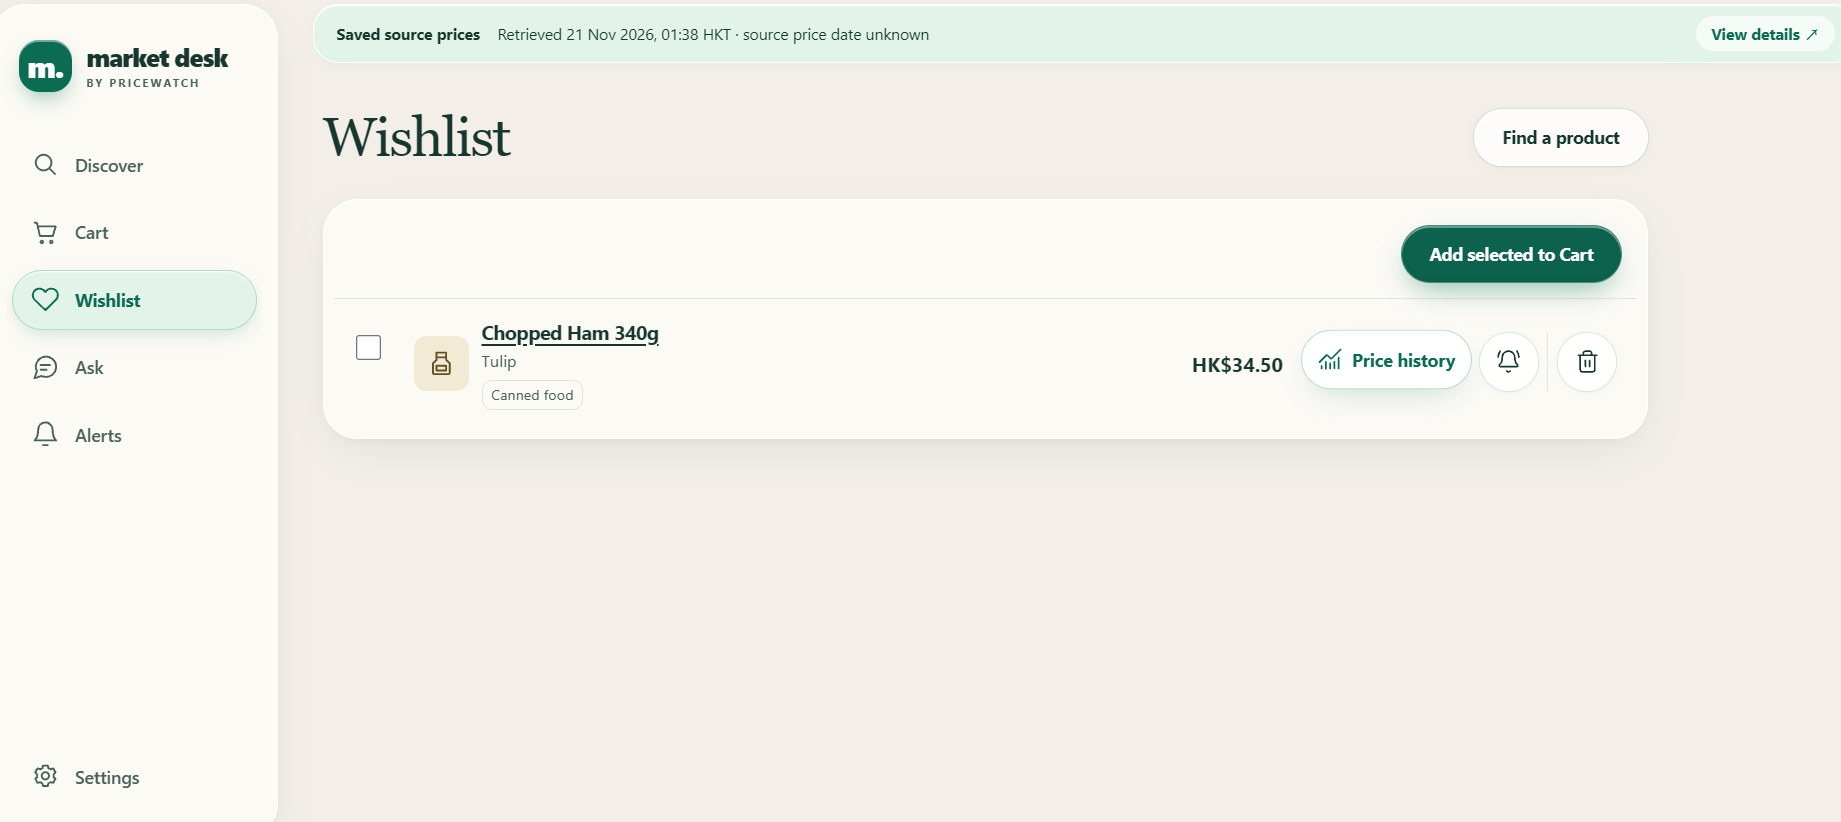 m.
market desk
BY PRICEWATCH
Discover
Cart
Wishlist
Ask
Alerts
Settings
Saved source prices Retrieved 21 Nov 2026, 01:38 HKT · source price date unknown
View details ↗
Wishlist
Find a product
Add selected to Cart
Chopped Ham 340g
Tulip
Canned food
HK$34.50
Price history